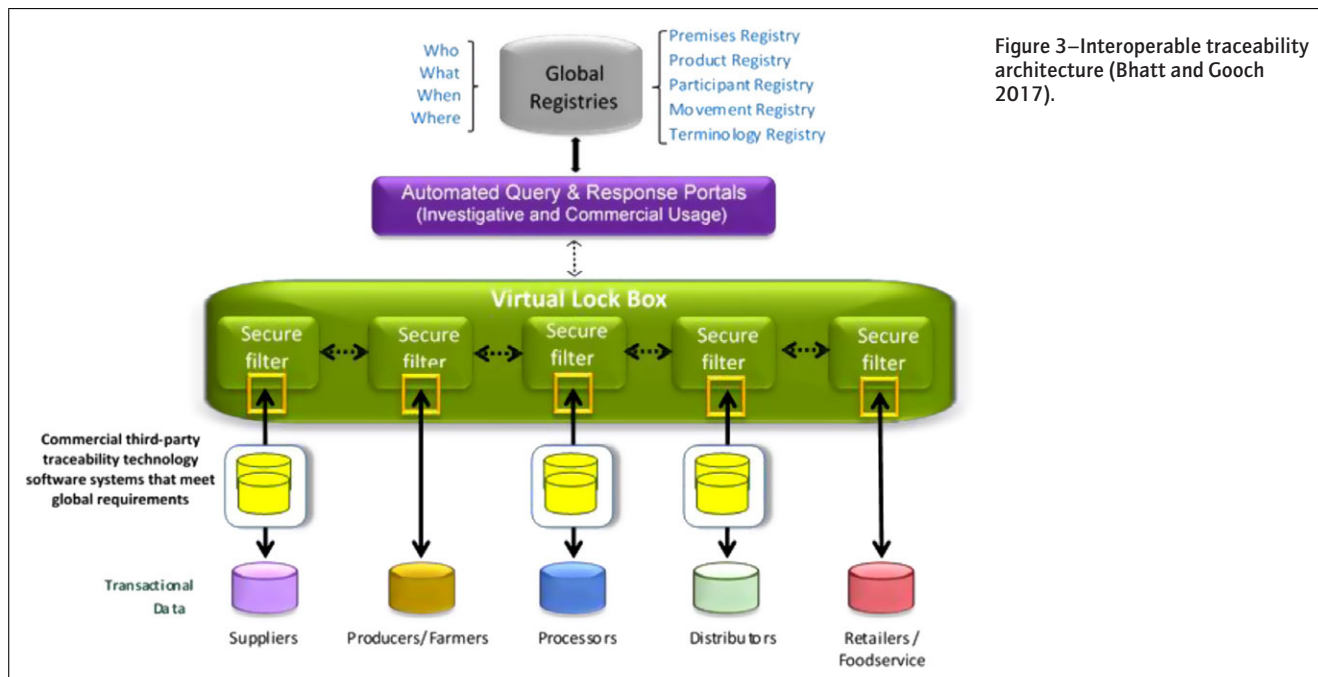 Who
What
When
Where
Global
Registries
Premises Registry
Product Registry
Participant Registry
Movement Registry
Terminology Registry
Figure 3–Interoperable traceability
architecture (Bhatt and Gooch
2017).
Automated Query & Response Portals
(Investigative and Commercial Usage)
Virtual Lock Box
Secure
filter
Secure
filter
Secure
filter
Secure
filter
Secure
filter
Commercial third-party
traceability technology
software systems that meet
global requirements
Transactional
Data
Suppliers
Producers/Farmers
Processors
Distributors
Retailers/
Foodservice